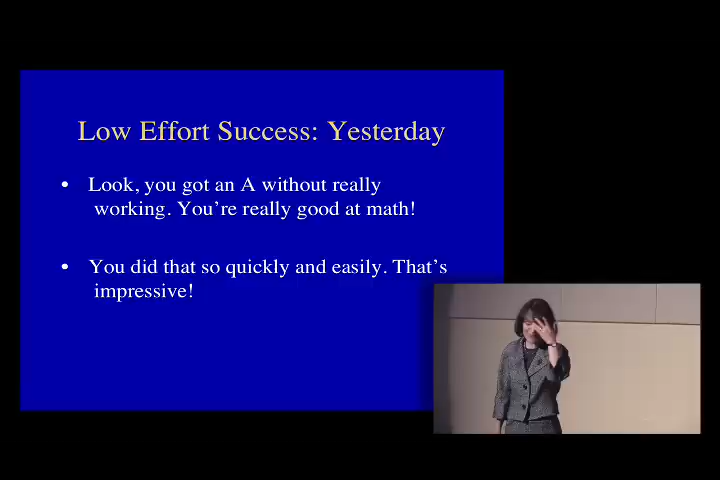 Low Effort Success: Yesterday
• Look, you got an A without really
working. You're really good at math!
• You did that so quickly and easily. That's
impressive!